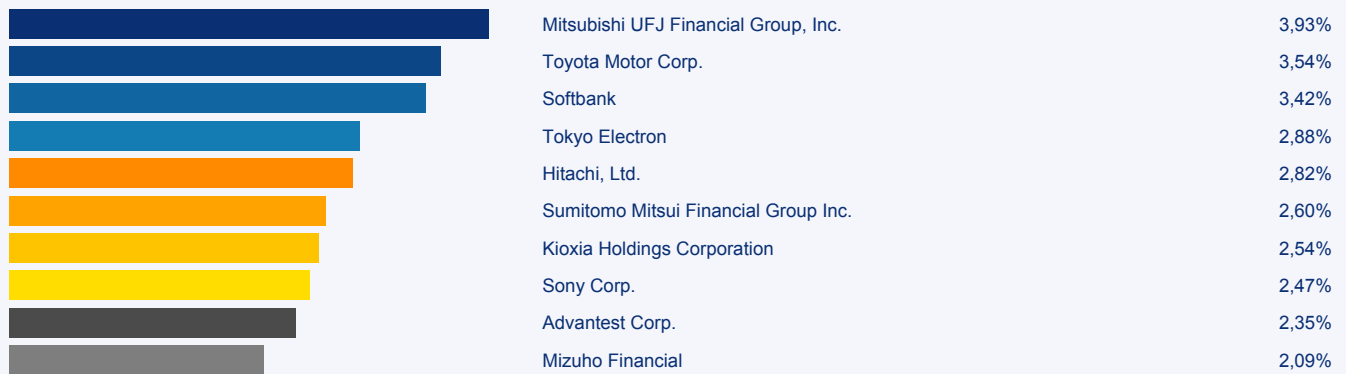 Mitsubishi UFJ Financial Group, Inc. 3,93%
Toyota Motor Corp. 3,54%
Softbank 3,42%
Tokyo Electron 2,88%
Hitachi, Ltd. 2,82%
Sumitomo Mitsui Financial Group Inc. 2,60%
Kioxia Holdings Corporation 2,54%
Sony Corp. 2,47%
Advantest Corp. 2,35%
Mizuho Financial 2,09%